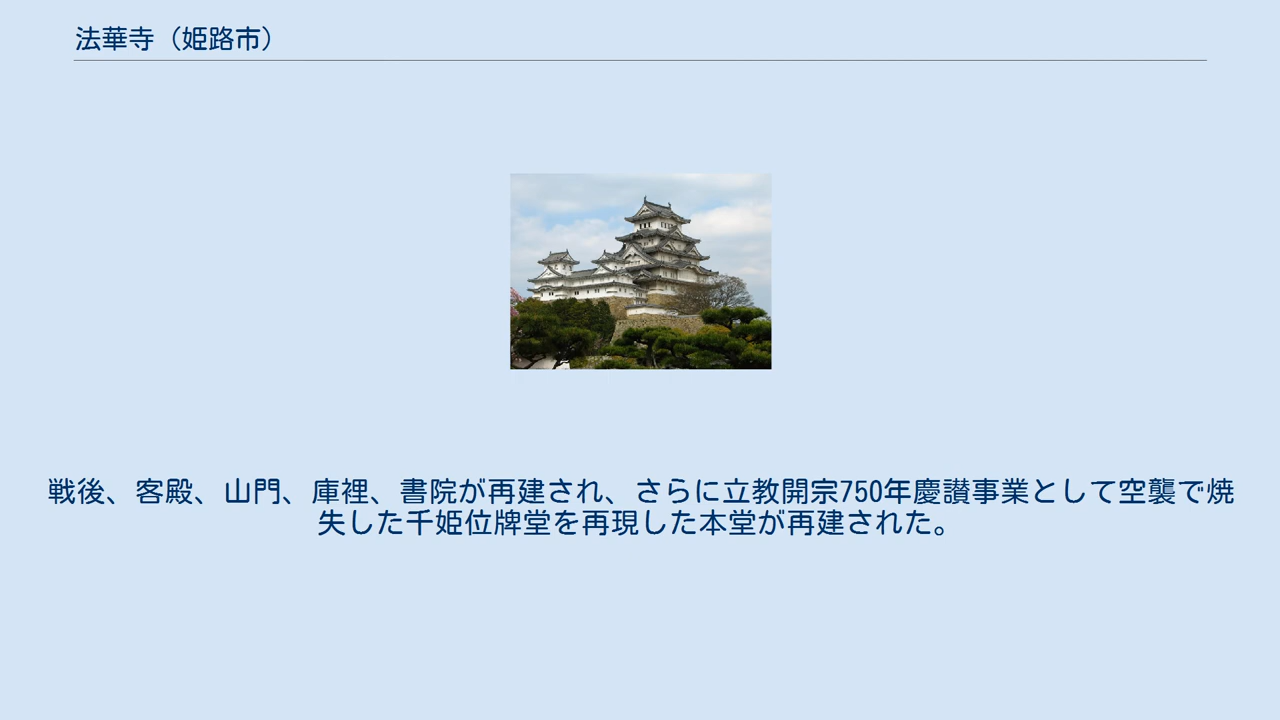 法華寺（姫路市）
戦後、客殿、山門、庫裡、書院が再建され、さらに立教開宗750年慶讃事業として空襲で焼
失した千姫位牌堂を再現した本堂が再建された。